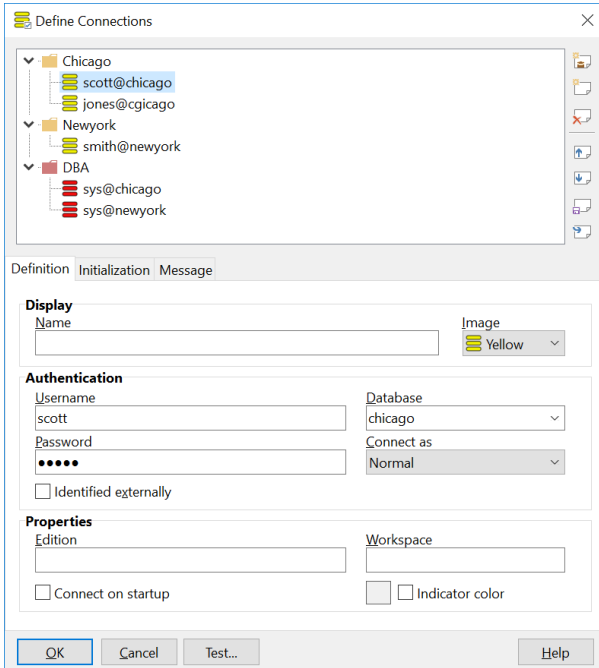 Define Connections
Chicago
scott@chicago
jones@cgicago
Newyork
smith@newyork
DBA
sys@chicago
sys@newyork
Definition Initialization Message
Display
Name Image
Yellow
Authentication
Username Database
scott chicago
Password Connect as
●●●●● Normal
Identified externally
Properties
Edition Workspace
Connect on startup Indicator color
OK Cancel Test... Help